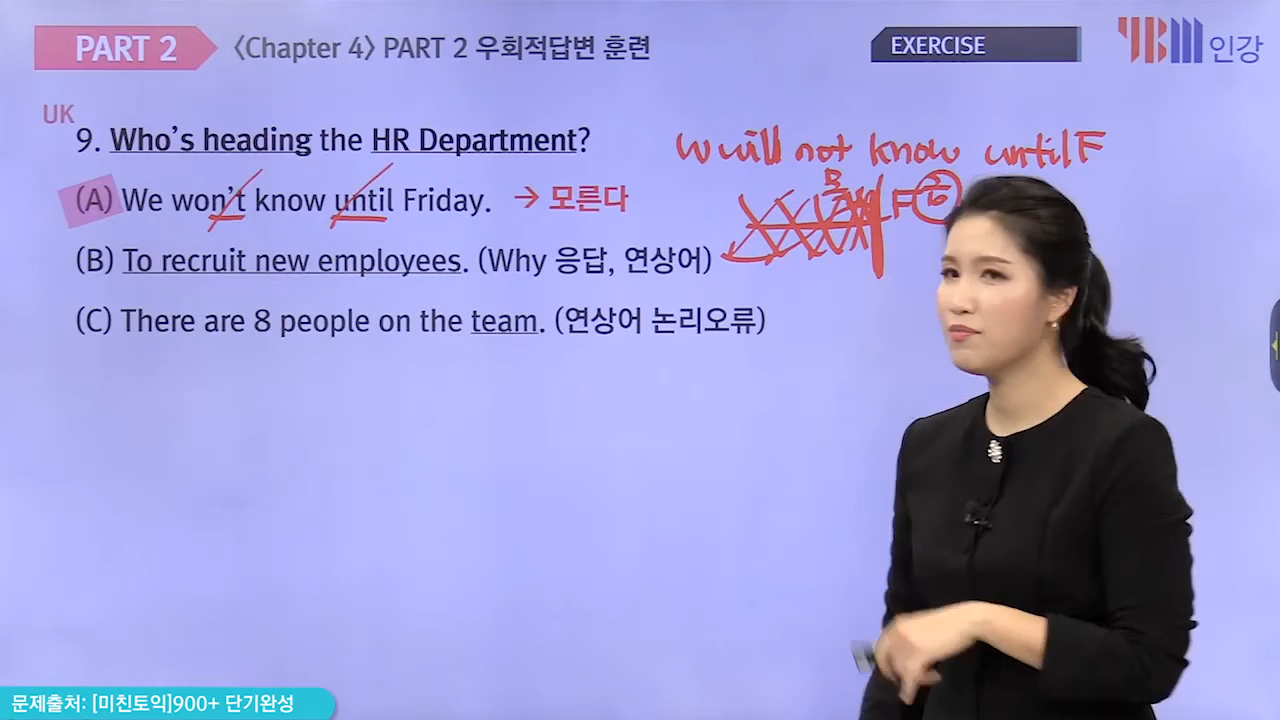 PART 2 〈Chapter 4〉 PART 2 우회적답변 훈련 EXERCISE YBM 인강
UK
9. Who's heading the HR Department?
w will not know until F
(A) We won't know until Friday. → 모른다
(B) To recruit new employees. (Why 응답, 연상어)
(C) There are 8 people on the team. (연상어 논리오류)
문제출처: [미친토익]900+ 단기완성